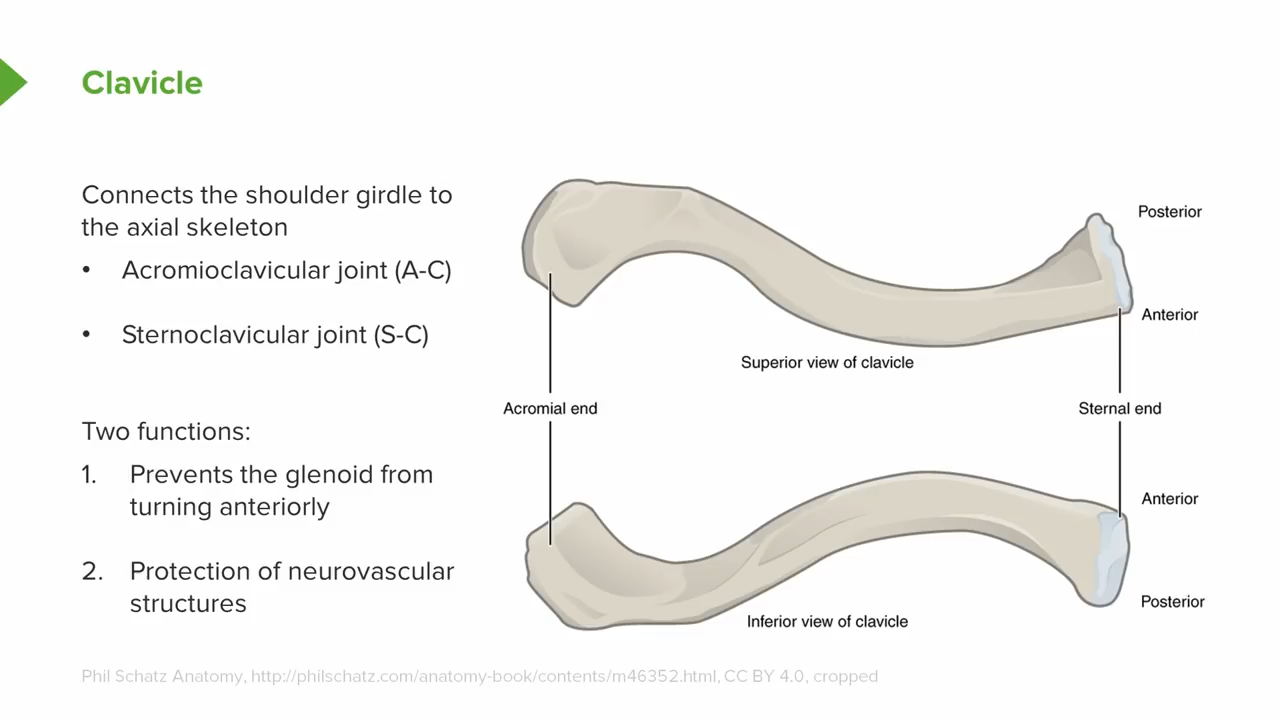 Clavicle
Connects the shoulder girdle to
the axial skeleton
• Acromioclavicular joint (A-C)
• Sternoclavicular joint (S-C)
Two functions:
1. Prevents the glenoid from
turning anteriorly
2. Protection of neurovascular
structures
Posterior
Anterior
Superior view of clavicle
Acromial end
Sternal end
Anterior
Posterior
Inferior view of clavicle
Phil Schatz Anatomy, http://philschatz.com/anatomy-book/contents/m46352.html, CC BY 4.0, cropped